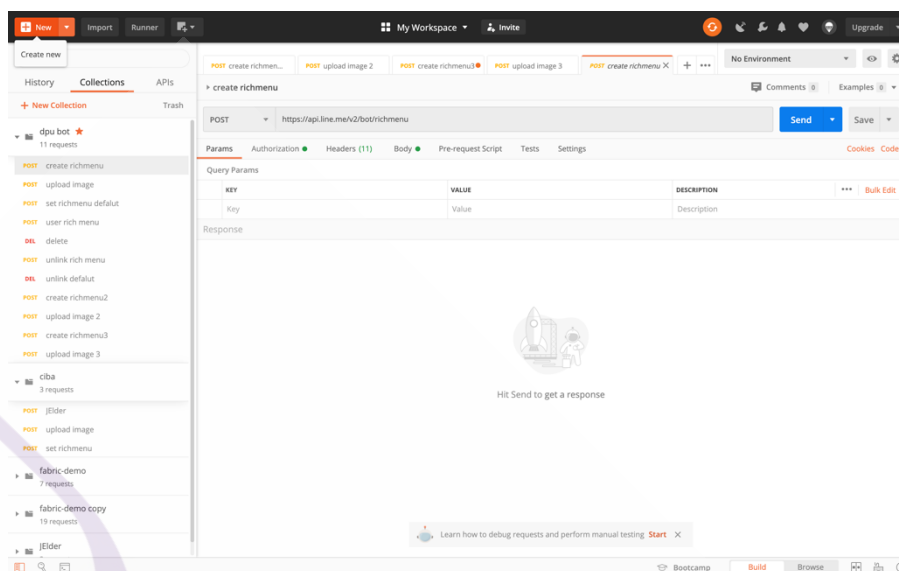 New Import Runner My Workspace Invite Upgrade
Create new
History Collections APIs
+ New Collection Trash
dpu bot
11 requests
POST create richmenu
POST upload image
POST set richmenu defalut
POST user rich menu
DEL delete
POST unlink rich menu
DEL unlink defalut
POST create richmenu2
POST upload image 2
POST create richmenu3
POST upload image 3
ciba
3 requests
POST JElder
POST upload image
POST set richmenu
fabric-demo
7 requests
fabric-demo copy
19 requests
JElder
POST create richmen... POST upload image 2 POST create richmenu3 POST upload image 3 POST create richmenu X + ••• No Environment
create richmenu Comments 0 Examples 0
POST https://api.line.me/v2/bot/richmenu Send Save
Params Authorization Headers (11) Body Pre-request Script Tests Settings Cookies Code
Query Params
KEY VALUE DESCRIPTION ••• Bulk Edit
Key Value Description
Response
Hit Send to get a response
Learn how to debug requests and perform manual testing Start X
Bootcamp Build Browse